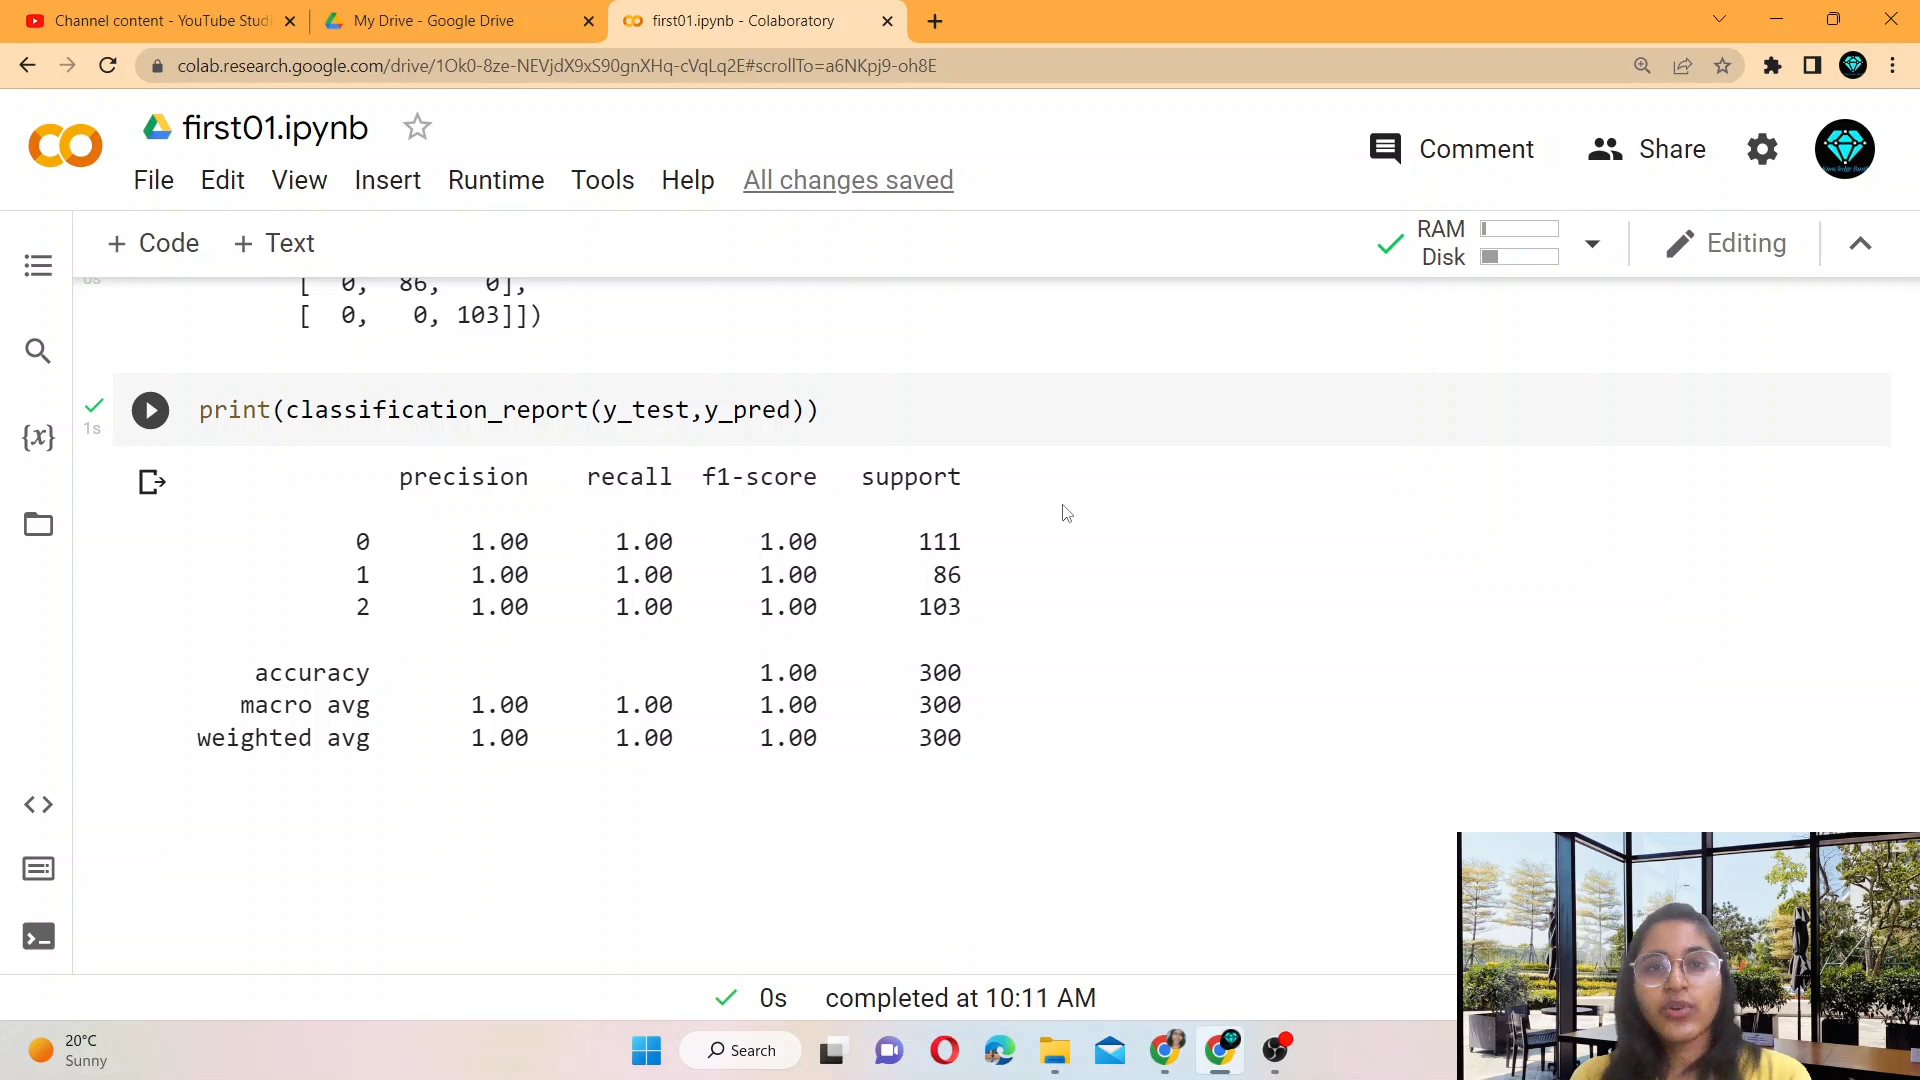 Channel content - YouTube Stud
My Drive - Google Drive
first01.ipynb - Colaboratory
colab.research.google.com/drive/1Ok0-8ze-NEVjdX9xS90gnXHq-cVqLq2E#scrollTo=a6NKpj9-oh8E
first01.ipynb
Comment
Share
File Edit View Insert Runtime Tools Help All changes saved
+ Code + Text
RAM
Disk
Editing
0s
[ 0, 86, 0],
[ 0, 0, 103]])
print(classification_report(y_test,y_pred))
1s
{x}
precision recall f1-score support
0 1.00 1.00 1.00 111
1 1.00 1.00 1.00 86
2 1.00 1.00 1.00 103
accuracy 1.00 300
macro avg 1.00 1.00 1.00 300
weighted avg 1.00 1.00 1.00 300
0s completed at 10:11 AM
20°C
Sunny
Search